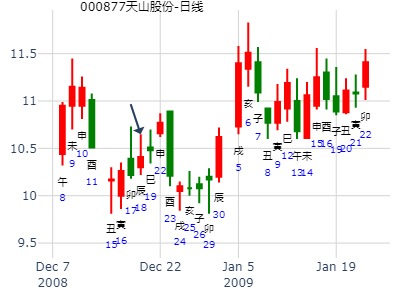 000877天山股份-日线
11.5
11
10.5
10
9.5
午
8
未
9
申
10
酉
11
丑
15
寅
16
卯
17
辰
18
巳
19
申
22
酉
23
戌
24
亥
25
子
26
卯
29
辰
30
戌
5
亥
6
子
7
丑
8
寅
9
巳
12
午
13
未
14
申
15
酉
16
子
19
丑
20
寅
21
卯
22
Dec 7
2008
Dec 22
Jan 5
2009
Jan 19